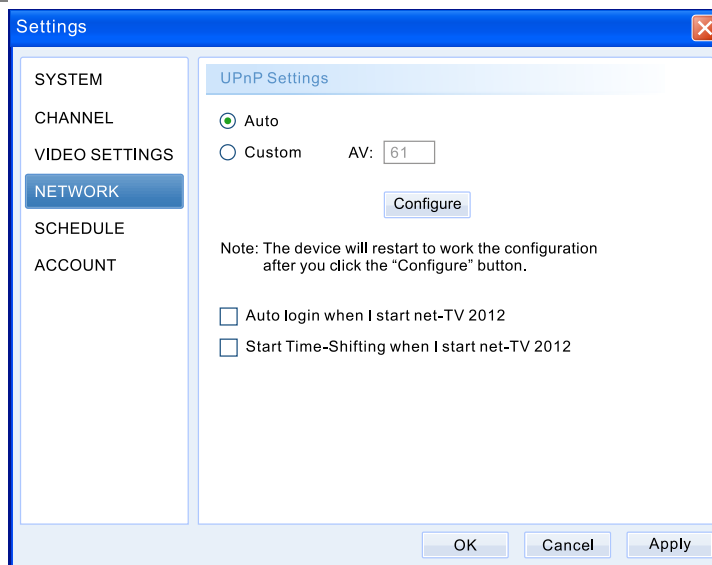 Settings
SYSTEM
CHANNEL
VIDEO SETTINGS
NETWORK
SCHEDULE
ACCOUNT
UPnP Settings
Auto
Custom AV: 61
Configure
Note: The device will restart to work the configuration
after you click the “Configure” button.
Auto login when I start net-TV 2012
Start Time-Shifting when I start net-TV 2012
OK Cancel Apply